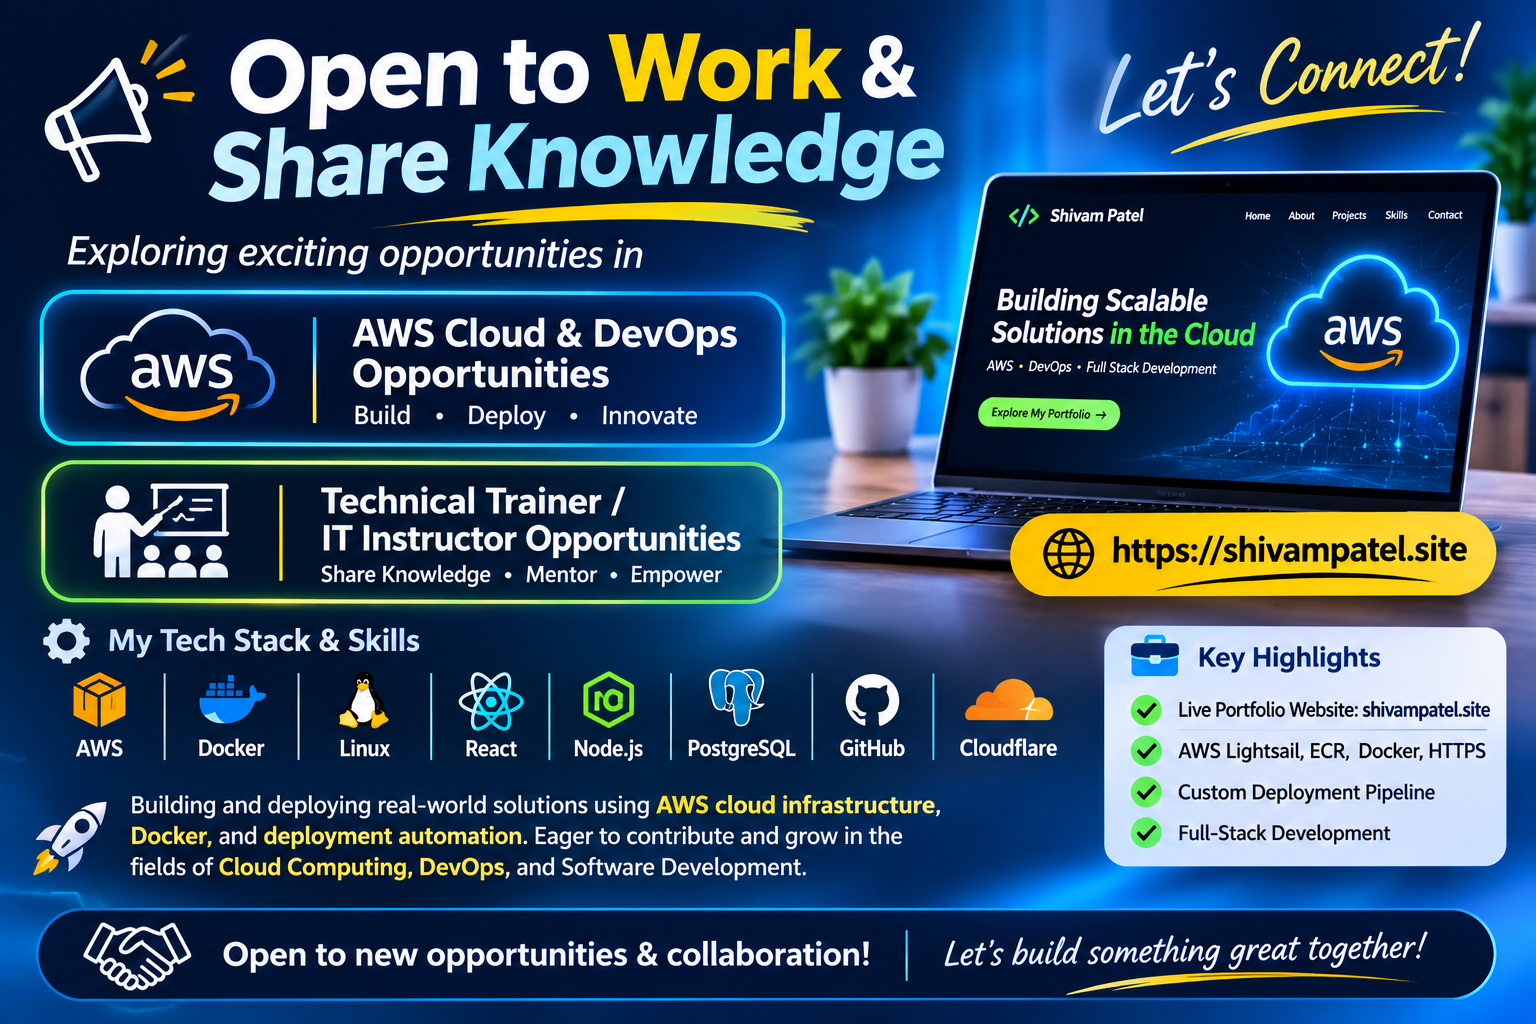 Open to Work &
Share Knowledge
Let's Connect!
Exploring exciting opportunities in
aws
AWS Cloud & DevOps
Opportunities
Build • Deploy • Innovate
Technical Trainer /
IT Instructor Opportunities
Share Knowledge • Mentor • Empower
</> Shivam Patel
Home About Projects Skills Contact
Building Scalable
Solutions in the Cloud
AWS • DevOps • Full Stack Development
Explore My Portfolio →
aws
https://shivampatel.site
My Tech Stack & Skills
AWS
Docker
Linux
React
Node.js
PostgreSQL
GitHub
Cloudflare
Building and deploying real-world solutions using AWS cloud infrastructure,
Docker, and deployment automation. Eager to contribute and grow in the
fields of Cloud Computing, DevOps, and Software Development.
Key Highlights
Live Portfolio Website: shivampatel.site
AWS Lightsail, ECR, Docker, HTTPS
Custom Deployment Pipeline
Full-Stack Development
Open to new opportunities & collaboration!
Let's build something great together!